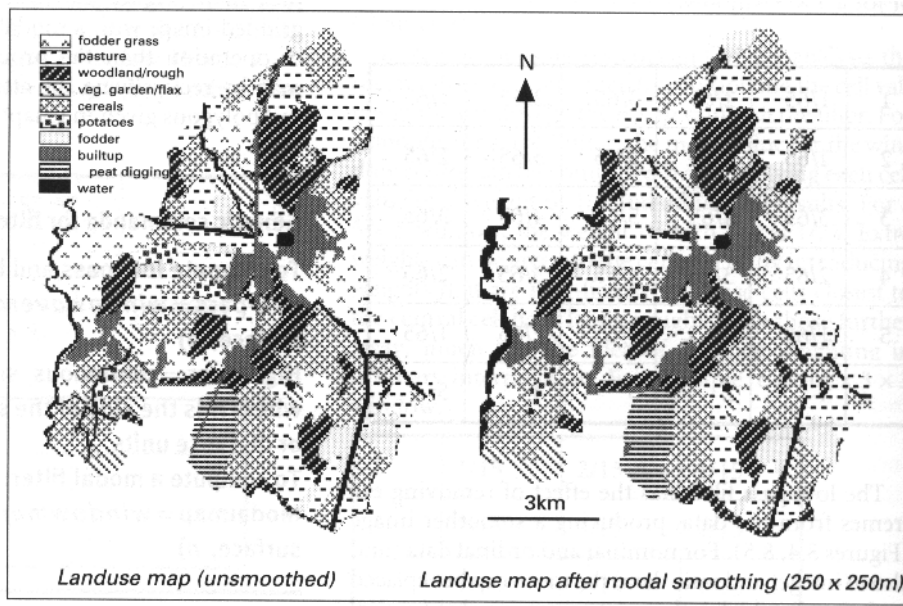 fodder grass
pasture
woodland/rough
veg. garden/flax
cereals
potatoes
fodder
builtup
peat digging
water
N
3km
Landuse map (unsmoothed)
Landuse map after modal smoothing (250 x 250m)